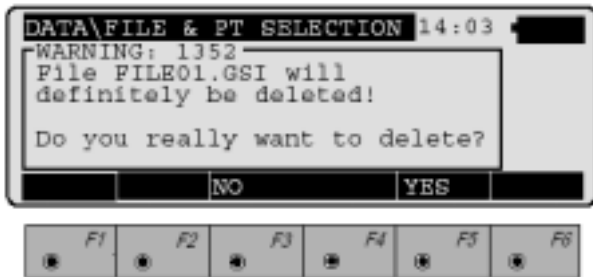 DATA\FILE & PT SELECTION 14:03
WARNING: 1352
File FILE01.GSI will
definitely be deleted!
Do you really want to delete?
NO YES
F1 F2 F3 F4 F5 F6